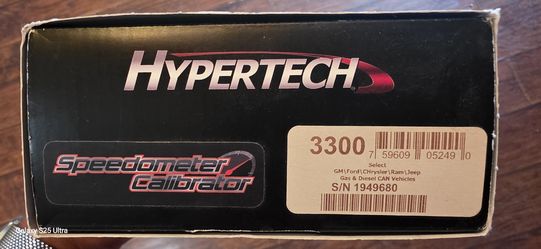 HYPERTECH
Speedometer
Calibrator
3300
7 59609 05249 0
Select
GM\Ford\CHrysler\Ram\Jeep
Gas & Diesel CAN Vehicles
S/N 1949680
Galaxy S25 Ultra